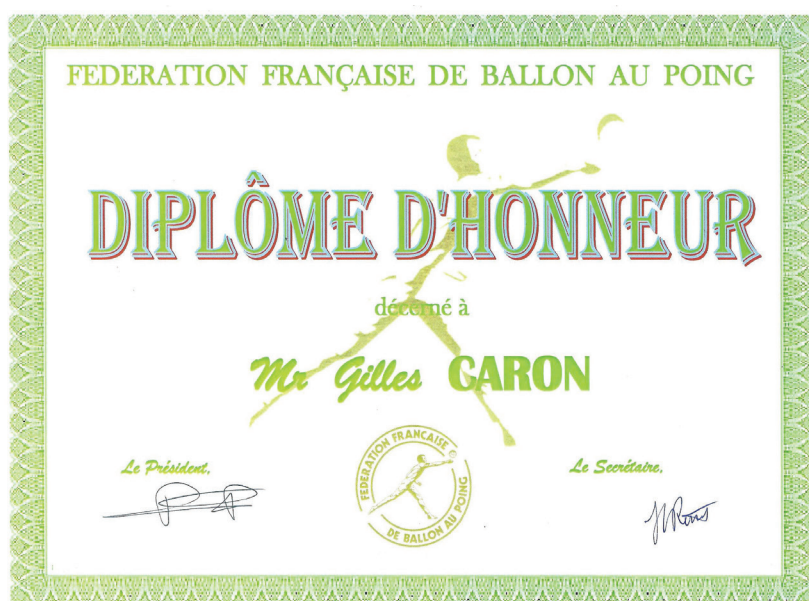 FEDERATION FRANÇAISE DE BALLON AU POING
DIPLÔME D'HONNEUR
décerné à
Mr Gilles CARON
Le Président,
Le Secrétaire,
FEDERATION FRANCAISE
DE BALLON AU POING